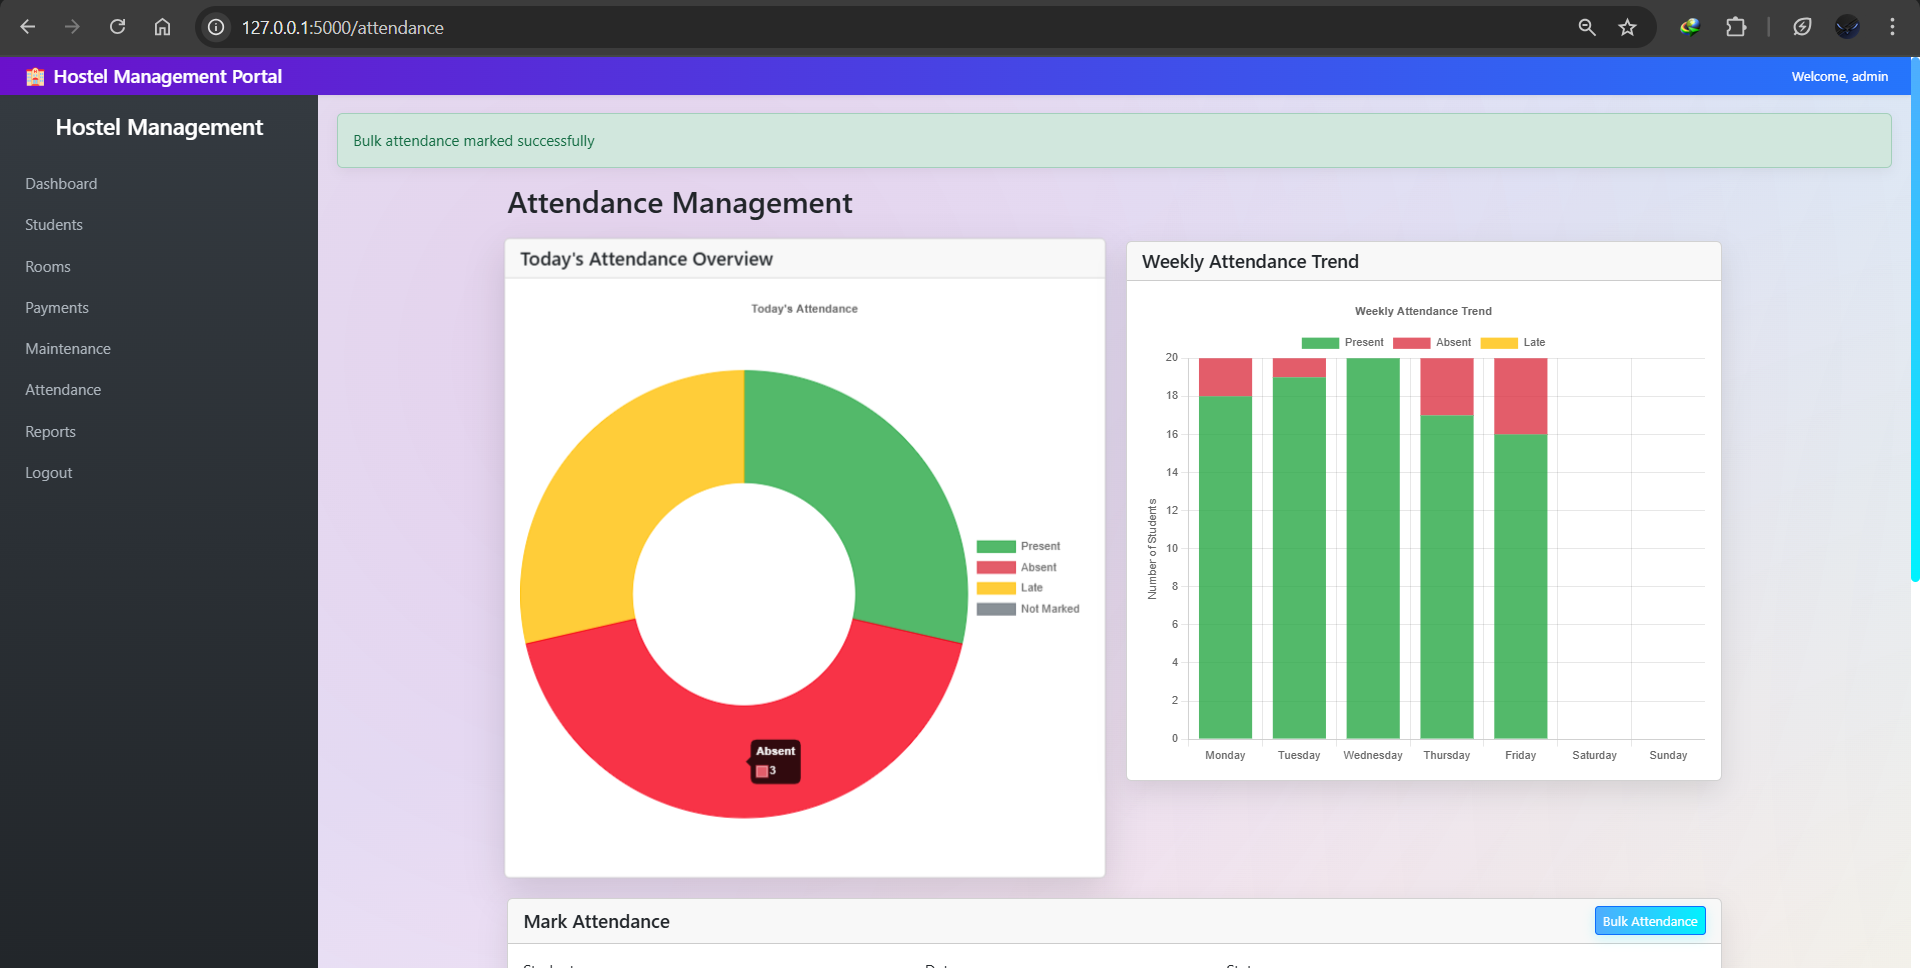 127.0.0.1:5000/attendance
🏫 Hostel Management Portal
Welcome, admin
Hostel Management
Dashboard
Students
Rooms
Payments
Maintenance
Attendance
Reports
Logout
Bulk attendance marked successfully
Attendance Management
Today's Attendance Overview
Today's Attendance
Present
Absent
Late
Not Marked
Absent
3
Weekly Attendance Trend
Weekly Attendance Trend
Present Absent Late
20
18
16
14
12
10
8
6
4
2
0
Number of Students
Monday Tuesday Wednesday Thursday Friday Saturday Sunday
Mark Attendance
Bulk Attendance